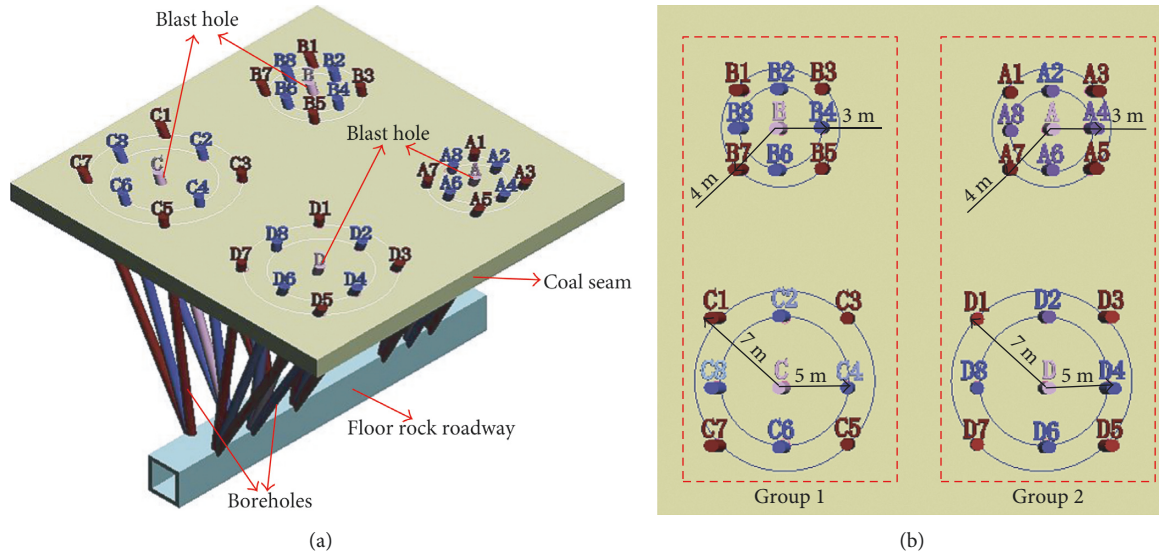 Blast hole
B1
B8
B2
B7
B
B3
B6
B4
B5
Blast hole
C1
C8
C2
C7
C
C3
C6
C4
C5
A1
A8
A2
A7
A
A3
A6
A4
A5
D1
D8
D2
D7
D
D3
D6
D4
D5
Coal seam
Floor rock roadway
Boreholes
(a)
B1 B2 B3
B8 B B4 3 m
B7 B6 B5
4 m
C1 C2 C3
7 m
C8 C 5 m C4
C7 C6 C5
Group 1
A1 A2 A3
A8 A A4 3 m
A7 A6 A5
4 m
D1 D2 D3
7 m
D8 D 5 m D4
D7 D6 D5
Group 2
(b)